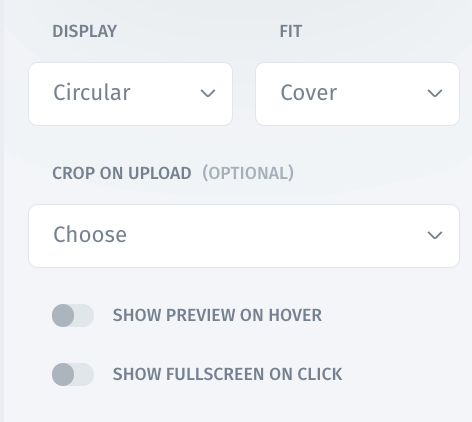 DISPLAY FIT
Circular Cover
CROP ON UPLOAD (OPTIONAL)
Choose
SHOW PREVIEW ON HOVER
SHOW FULLSCREEN ON CLICK